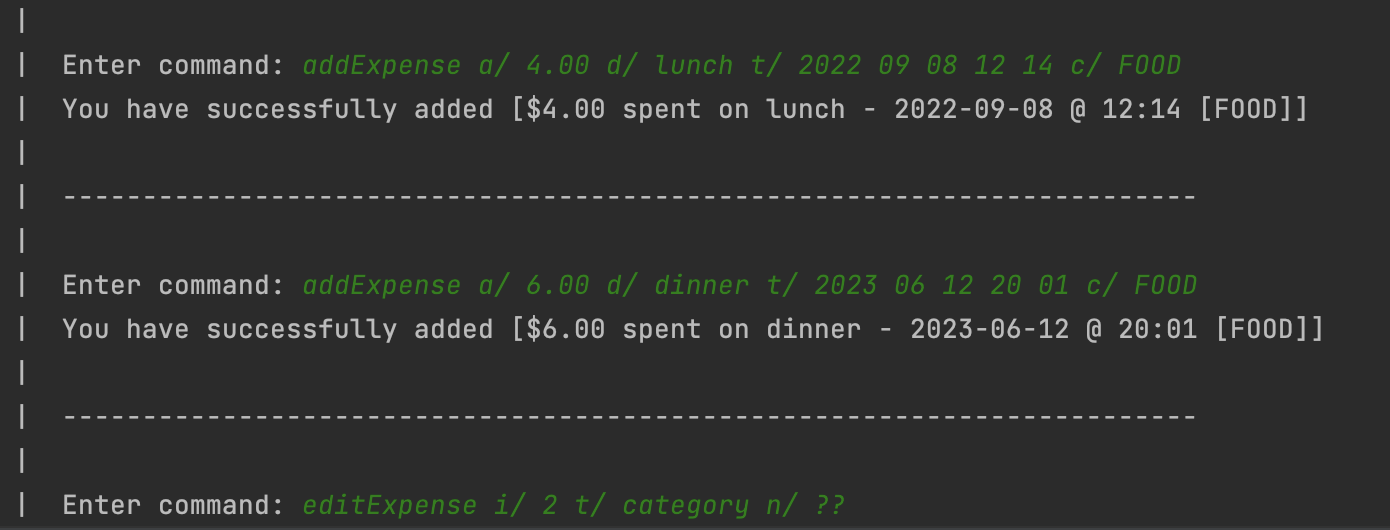 |
| Enter command: addExpense a/ 4.00 d/ lunch t/ 2022 09 08 12 14 c/ FOOD
| You have successfully added [$4.00 spent on lunch - 2022-09-08 @ 12:14 [FOOD]]
|
| -----------------------------------------------------------------------
|
| Enter command: addExpense a/ 6.00 d/ dinner t/ 2023 06 12 20 01 c/ FOOD
| You have successfully added [$6.00 spent on dinner - 2023-06-12 @ 20:01 [FOOD]]
|
| -----------------------------------------------------------------------
|
| Enter command: editExpense i/ 2 t/ category n/ ??